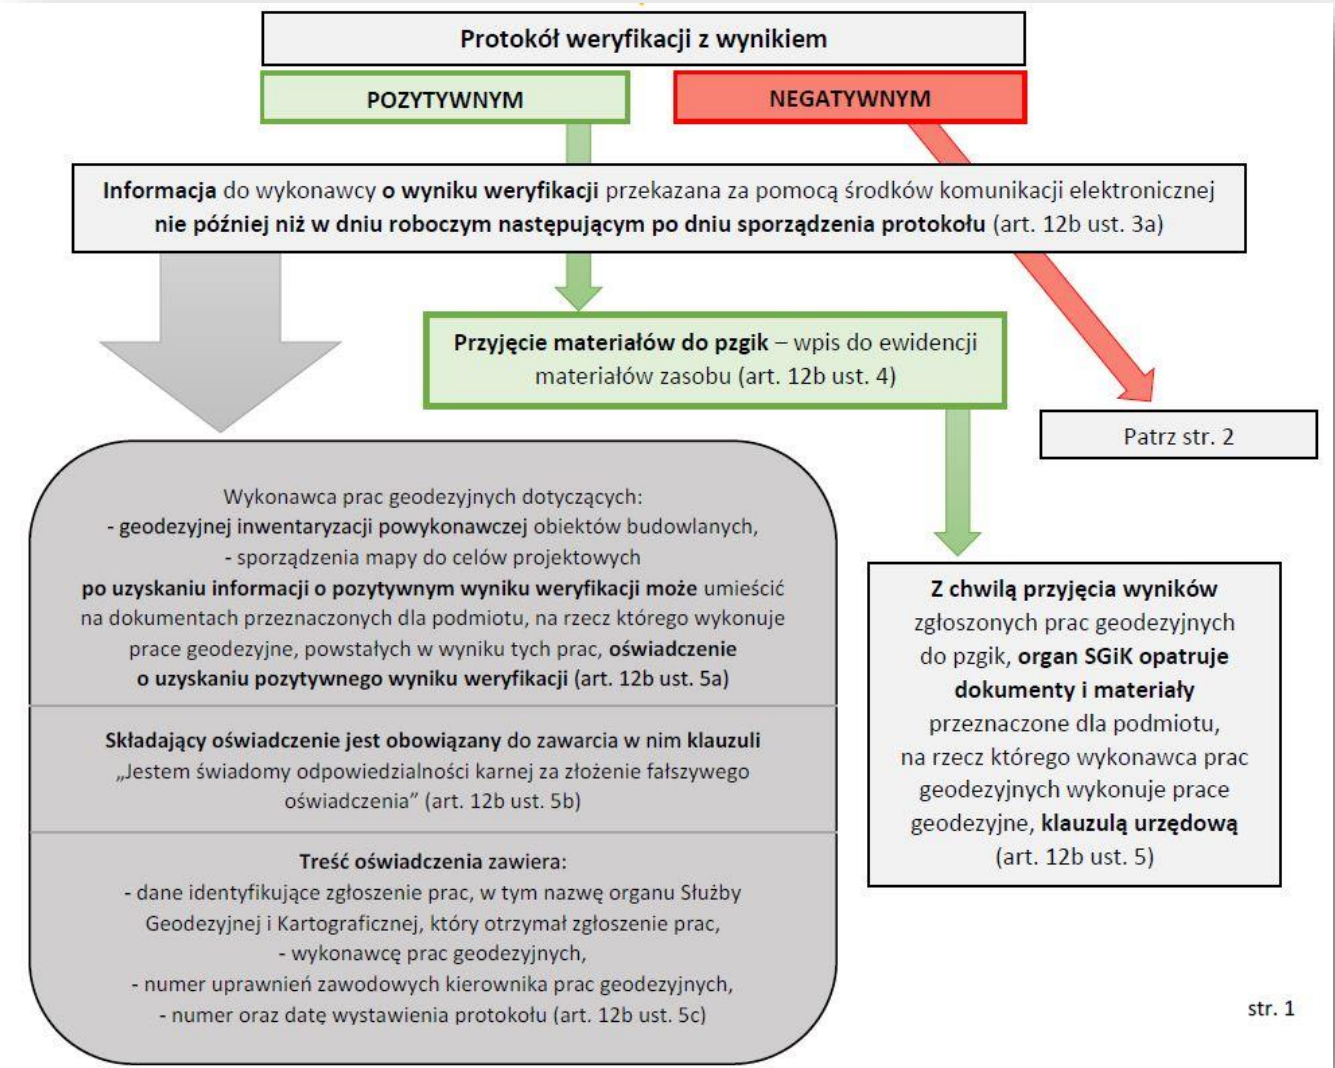 Protokół weryfikacji z wynikiem
POZYTYWNYM
NEGATYWNYM
Informacja do wykonawcy o wyniku weryfikacji przekazana za pomocą środków komunikacji elektronicznej
nie później niż w dniu roboczym następującym po dniu sporządzenia protokołu (art. 12b ust. 3a)
Przyjęcie materiałów do pzgik – wpis do ewidencji
materiałów zasobu (art. 12b ust. 4)
Patrz str. 2
Wykonawca prac geodezyjnych dotyczących:
- geodezyjnej inwentaryzacji powykonawczej obiektów budowlanych,
- sporządzenia mapy do celów projektowych
po uzyskaniu informacji o pozytywnym wyniku weryfikacji może umieścić
na dokumentach przeznaczonych dla podmiotu, na rzecz którego wykonuje
prace geodezyjne, powstałych w wyniku tych prac, oświadczenie
o uzyskaniu pozytywnego wyniku weryfikacji (art. 12b ust. 5a)
Składający oświadczenie jest obowiązany do zawarcia w nim klauzuli
„Jestem świadomy odpowiedzialności karnej za złożenie fałszywego
oświadczenia” (art. 12b ust. 5b)
Treść oświadczenia zawiera:
- dane identyfikujące zgłoszenie prac, w tym nazwę organu Służby
Geodezyjnej i Kartograficznej, który otrzymał zgłoszenie prac,
- wykonawcę prac geodezyjnych,
- numer uprawnień zawodowych kierownika prac geodezyjnych,
- numer oraz datę wystawienia protokołu (art. 12b ust. 5c)
Z chwilą przyjęcia wyników
zgłoszonych prac geodezyjnych
do pzgik, organ SGiK opatruje
dokumenty i materiały
przeznaczone dla podmiotu,
na rzecz którego wykonawca prac
geodezyjnych wykonuje prace
geodezyjne, klauzulą urzędową
(art. 12b ust. 5)
str. 1